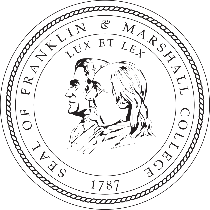 SEAL OF FRANKLIN & MARSHALL COLLEGE
LUX ET LEX
1787